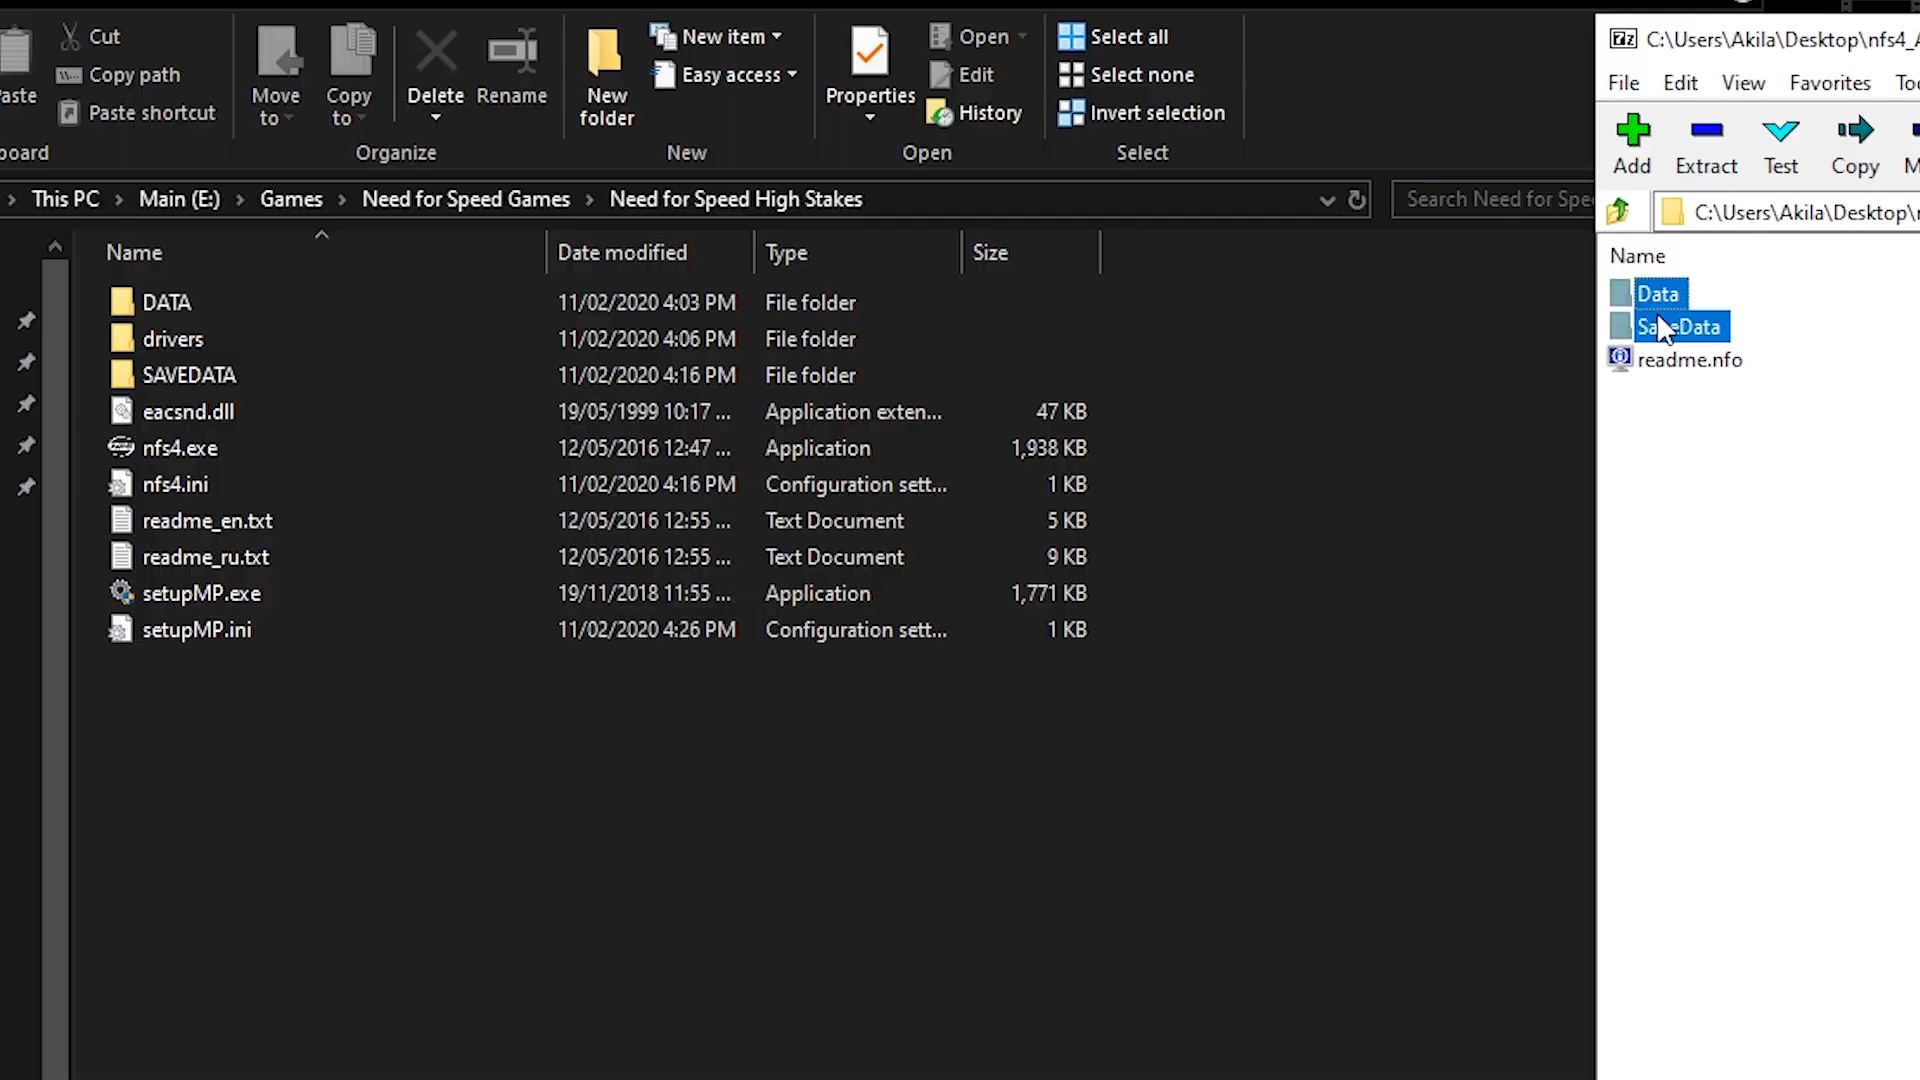 Cut
Copy path
Paste shortcut
Move to
Copy to
Delete
Rename
Organize
New folder
New item
Easy access
New
Properties
Open
Edit
History
Open
Select all
Select none
Invert selection
Select
This PC > Main (E:) > Games > Need for Speed Games > Need for Speed High Stakes
Search Need for Spe
Name Date modified Type Size
DATA 11/02/2020 4:03 PM File folder
drivers 11/02/2020 4:06 PM File folder
SAVEDATA 11/02/2020 4:16 PM File folder
eacsnd.dll 19/05/1999 10:17 ... Application exten... 47 KB
nfs4.exe 12/05/2016 12:47 ... Application 1,938 KB
nfs4.ini 11/02/2020 4:16 PM Configuration sett... 1 KB
readme_en.txt 12/05/2016 12:55 ... Text Document 5 KB
readme_ru.txt 12/05/2016 12:55 ... Text Document 9 KB
setupMP.exe 19/11/2018 11:55 ... Application 1,771 KB
setupMP.ini 11/02/2020 4:26 PM Configuration sett... 1 KB
7z C:\Users\Akila\Desktop\nfs4_
File Edit View Favorites
Add Extract Test Copy
C:\Users\Akila\Desktop\
Name
Data
SaveData
readme.nfo